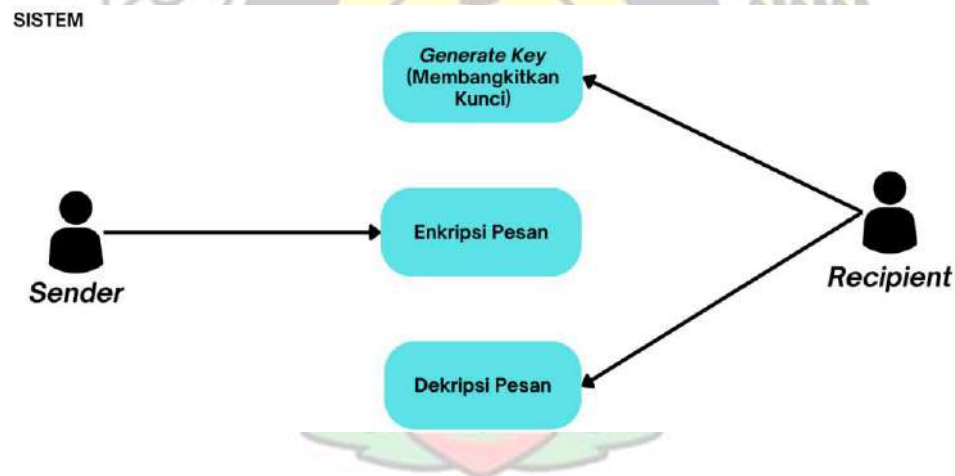 SISTEM
Generate Key
(Membangkitkan
Kunci)
Enkripsi Pesan
Sender
Recipient
Dekripsi Pesan